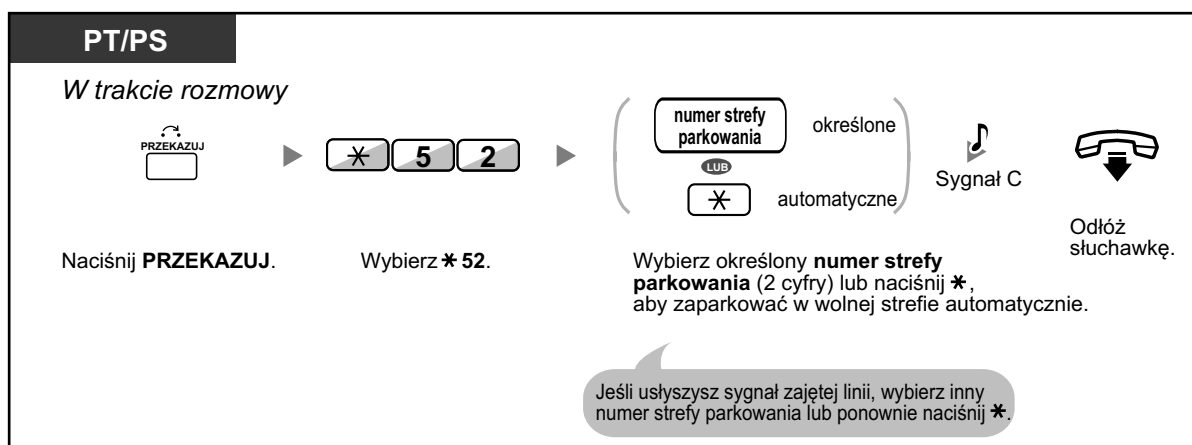 PT/PS
W trakcie rozmowy
PRZEKAZUJ
* 5 2
numer strefy
parkowania
określone
LUB
*
automatyczne
Sygnał C
Naciśnij PRZEKAZUJ.
Wybierz * 52.
Wybierz określony numer strefy
parkowania (2 cyfry) lub naciśnij *,
aby zaparkować w wolnej strefie automatycznie.
Odłóż
słuchawkę.
Jeśli usłyszysz sygnał zajętej linii, wybierz inny
numer strefy parkowania lub ponownie naciśnij *.